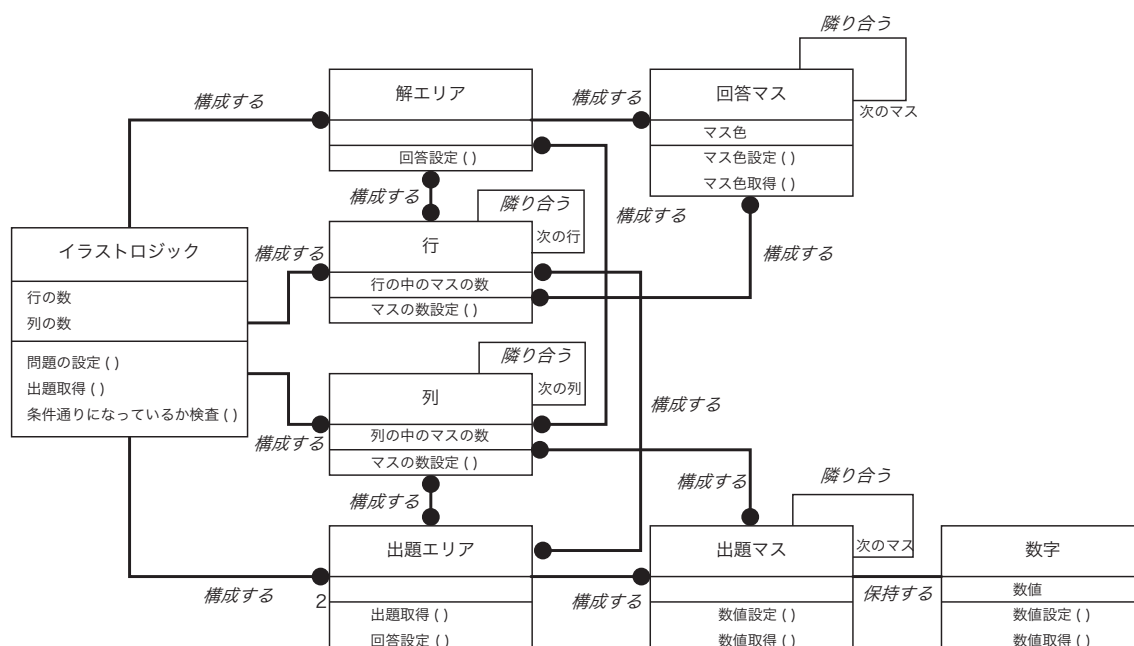 隣り合う
解エリア
回答マス
構成する
構成する
次のマス
マス色
回答設定 ( )
マス色設定 ( )
マス色取得 ( )
構成する
隣り合う
構成する
イラストロジック
構成する
行
次の行
構成する
行の中のマスの数
行の数
マスの数設定 ( )
列の数
隣り合う
問題の設定 ( )
出題取得 ( )
列
次の列
構成する
条件通りになっているか検査 ( )
列の中のマスの数
構成する
マスの数設定 ( )
隣り合う
構成する
構成する
出題エリア
出題マス
次のマス
数字
構成する
2
構成する
保持する
数値
出題取得 ( )
数値設定 ( )
数値設定 ( )
回答設定 ( )
数値取得 ( )
数値取得 ( )